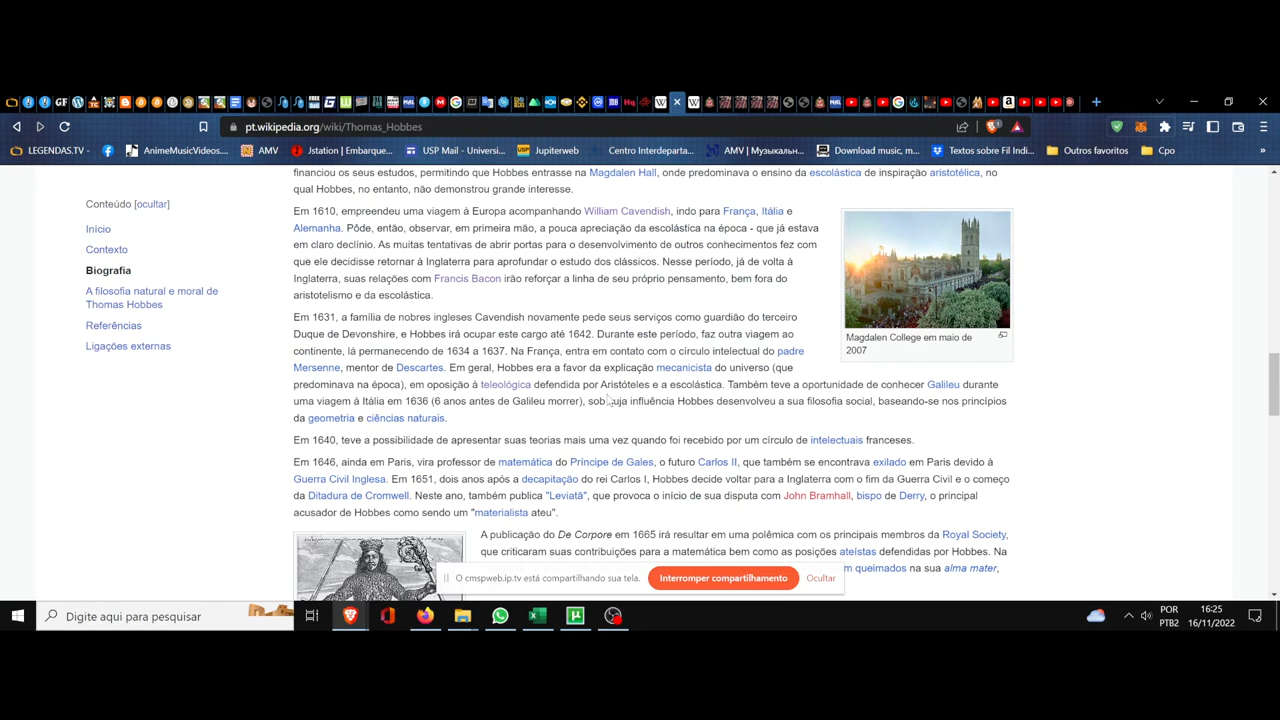 pt.wikipedia.org/wiki/Thomas_Hobbes
LEGENDAS.TV - AnimeMusicVideos... AMV Jstation | Embarque... USP Mail - Universi... Jupiterweb Centro Interdeparta... AMV | Музыкальн... Download music, m... Textos sobre Fil Indi... Outros favoritos Cpo
financiou os seus estudos, permitindo que Hobbes entrasse na Magdalen Hall, onde predominava o ensino da escolástica de inspiração aristotélica, no
qual Hobbes, no entanto, não demonstrou grande interesse.
Conteúdo [ocultar]
Início
Contexto
Biografia
A filosofia natural e moral de
Thomas Hobbes
Referências
Ligações externas
Em 1610, empreendeu uma viagem à Europa acompanhando William Cavendish, indo para França, Itália e
Alemanha. Pôde, então, observar, em primeira mão, a pouca apreciação da escolástica na época - que já estava
em claro declínio. As muitas tentativas de abrir portas para o desenvolvimento de outros conhecimentos fez com
que ele decidisse retornar à Inglaterra para aprofundar o estudo dos clássicos. Nesse período, já de volta à
Inglaterra, suas relações com Francis Bacon irão reforçar a linha de seu próprio pensamento, bem fora do
aristotelismo e da escolástica.
Magdalen College em maio de
2007
Em 1631, a família de nobres ingleses Cavendish novamente pede seus serviços como guardião do terceiro
Duque de Devonshire, e Hobbes irá ocupar este cargo até 1642. Durante este período, faz outra viagem ao
continente, lá permanecendo de 1634 a 1637. Na França, entra em contato com o círculo intelectual do padre
Mersenne, mentor de Descartes. Em geral, Hobbes era a favor da explicação mecanicista do universo (que
predominava na época), em oposição à teleológica defendida por Aristóteles e a escolástica. Também teve a oportunidade de conhecer Galileu durante
uma viagem à Itália em 1636 (6 anos antes de Galileu morrer), sob cuja influência Hobbes desenvolveu a sua filosofia social, baseando-se nos princípios
da geometria e ciências naturais.
Em 1640, teve a possibilidade de apresentar suas teorias mais uma vez quando foi recebido por um círculo de intelectuais franceses.
Em 1646, ainda em Paris, vira professor de matemática do Príncipe de Gales, o futuro Carlos II, que também se encontrava exilado em Paris devido à
Guerra Civil Inglesa. Em 1651, dois anos após a decapitação do rei Carlos I, Hobbes decide voltar para a Inglaterra com o fim da Guerra Civil e o começo
da Ditadura de Cromwell. Neste ano, também publica "Leviatã", que provoca o início de sua disputa com John Bramhall, bispo de Derry, o principal
acusador de Hobbes como sendo um "materialista ateu".
A publicação do De Corpore em 1665 irá resultar em uma polêmica com os principais membros da Royal Society,
que criticaram suas contribuições para a matemática bem como as posições ateístas defendidas por Hobbes. Na
m queimados na sua alma mater,
O cmspweb.ip.tv está compartilhando sua tela. Interromper compartilhamento Ocultar
Digite aqui para pesquisar
POR
PTB2
16:25
16/11/2022